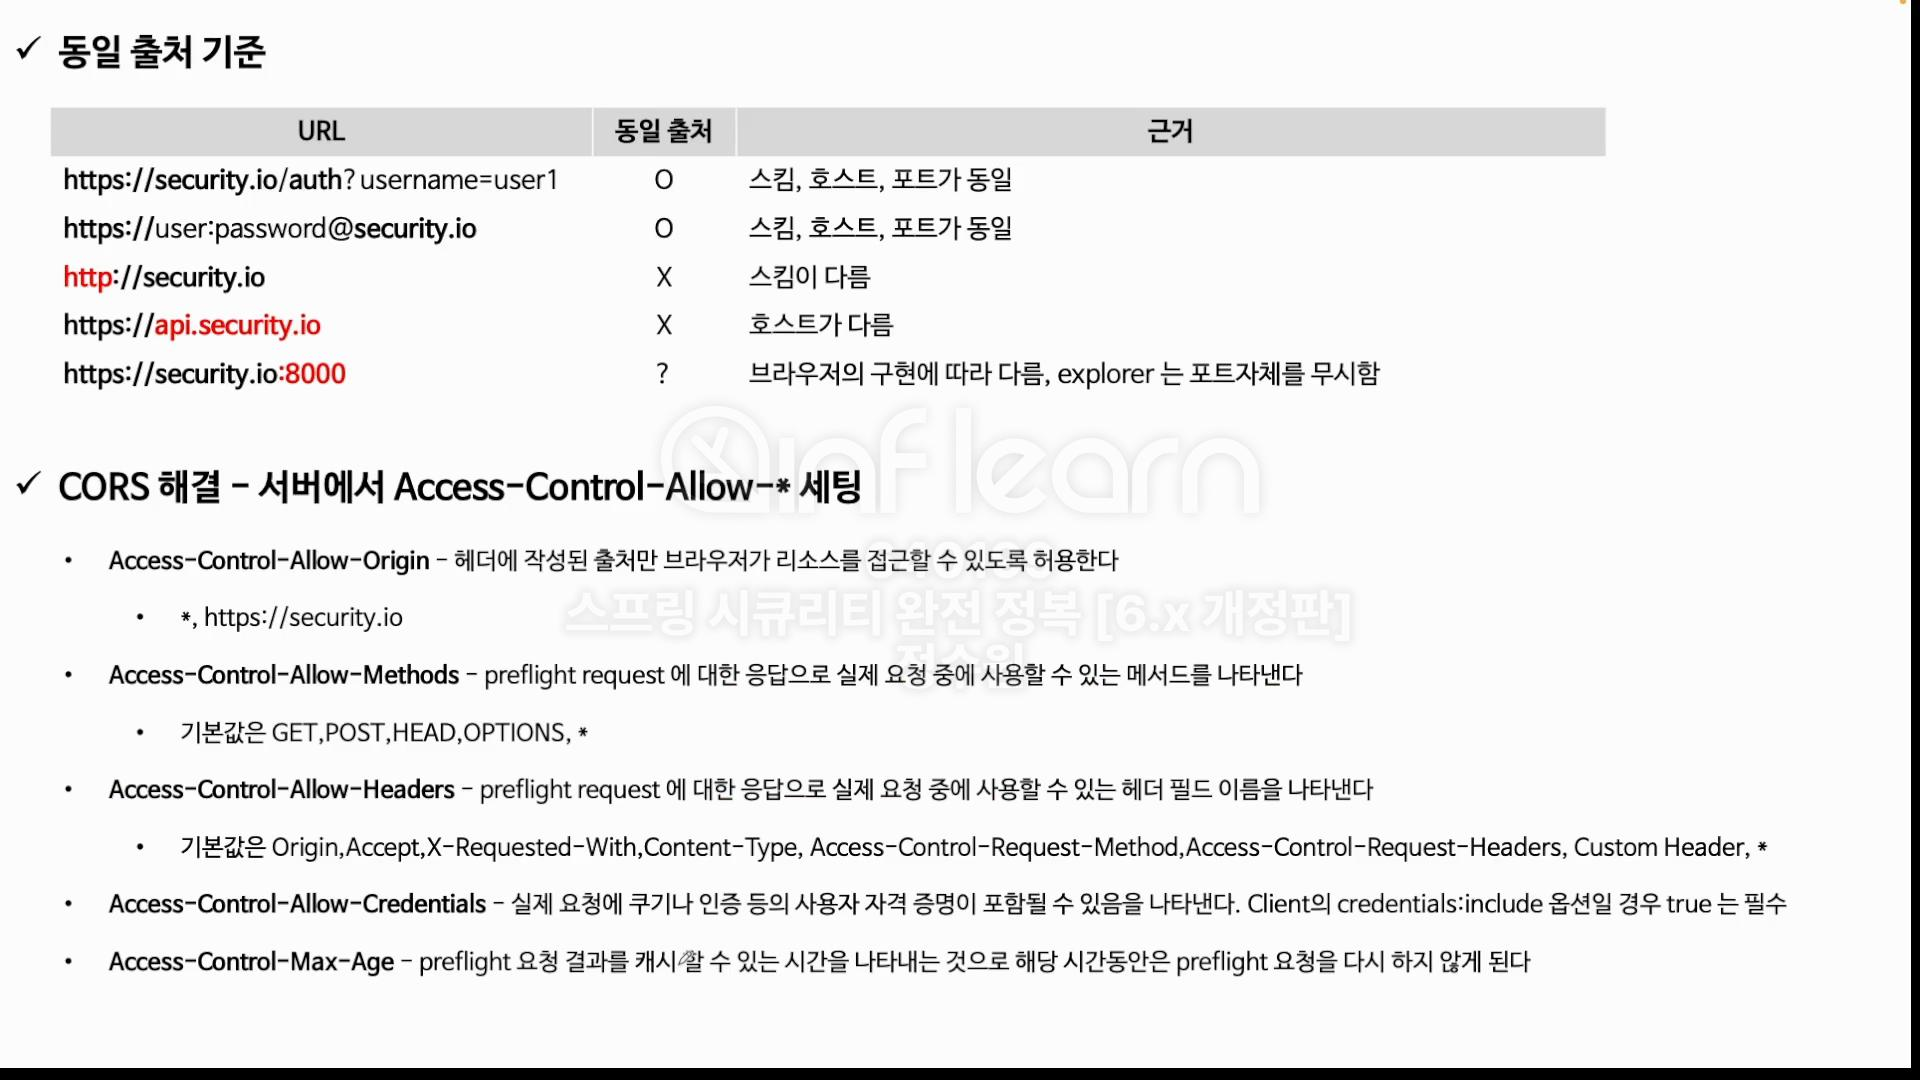 ✓ 동일 출처 기준
URL 동일 출처 근거
https://security.io/auth? username=user1 O 스킴, 호스트, 포트가 동일
https://user:password@security.io O 스킴, 호스트, 포트가 동일
http://security.io X 스킴이 다름
https://api.security.io X 호스트가 다름
https://security.io:8000 ? 브라우저의 구현에 따라 다름, explorer 는 포트자체를 무시함
inflearn
✓ CORS 해결 – 서버에서 Access-Control-Allow-* 세팅
• Access-Control-Allow-Origin – 헤더에 작성된 출처만 브라우저가 리소스를 접근할 수 있도록 허용한다
• *, https://security.io
스프링 시큐리티 완전 정복 [6.x 개정판]
정수원
• Access-Control-Allow-Methods – preflight request 에 대한 응답으로 실제 요청 중에 사용할 수 있는 메서드를 나타낸다
• 기본값은 GET,POST,HEAD,OPTIONS, *
• Access-Control-Allow-Headers – preflight request 에 대한 응답으로 실제 요청 중에 사용할 수 있는 헤더 필드 이름을 나타낸다
• 기본값은 Origin,Accept,X-Requested-With,Content-Type, Access-Control-Request-Method,Access-Control-Request-Headers, Custom Header, *
• Access-Control-Allow-Credentials – 실제 요청에 쿠기나 인증 등의 사용자 자격 증명이 포함될 수 있음을 나타낸다. Client의 credentials:include 옵션일 경우 true 는 필수
• Access-Control-Max-Age – preflight 요청 결과를 캐시할 수 있는 시간을 나타내는 것으로 해당 시간동안은 preflight 요청을 다시 하지 않게 된다